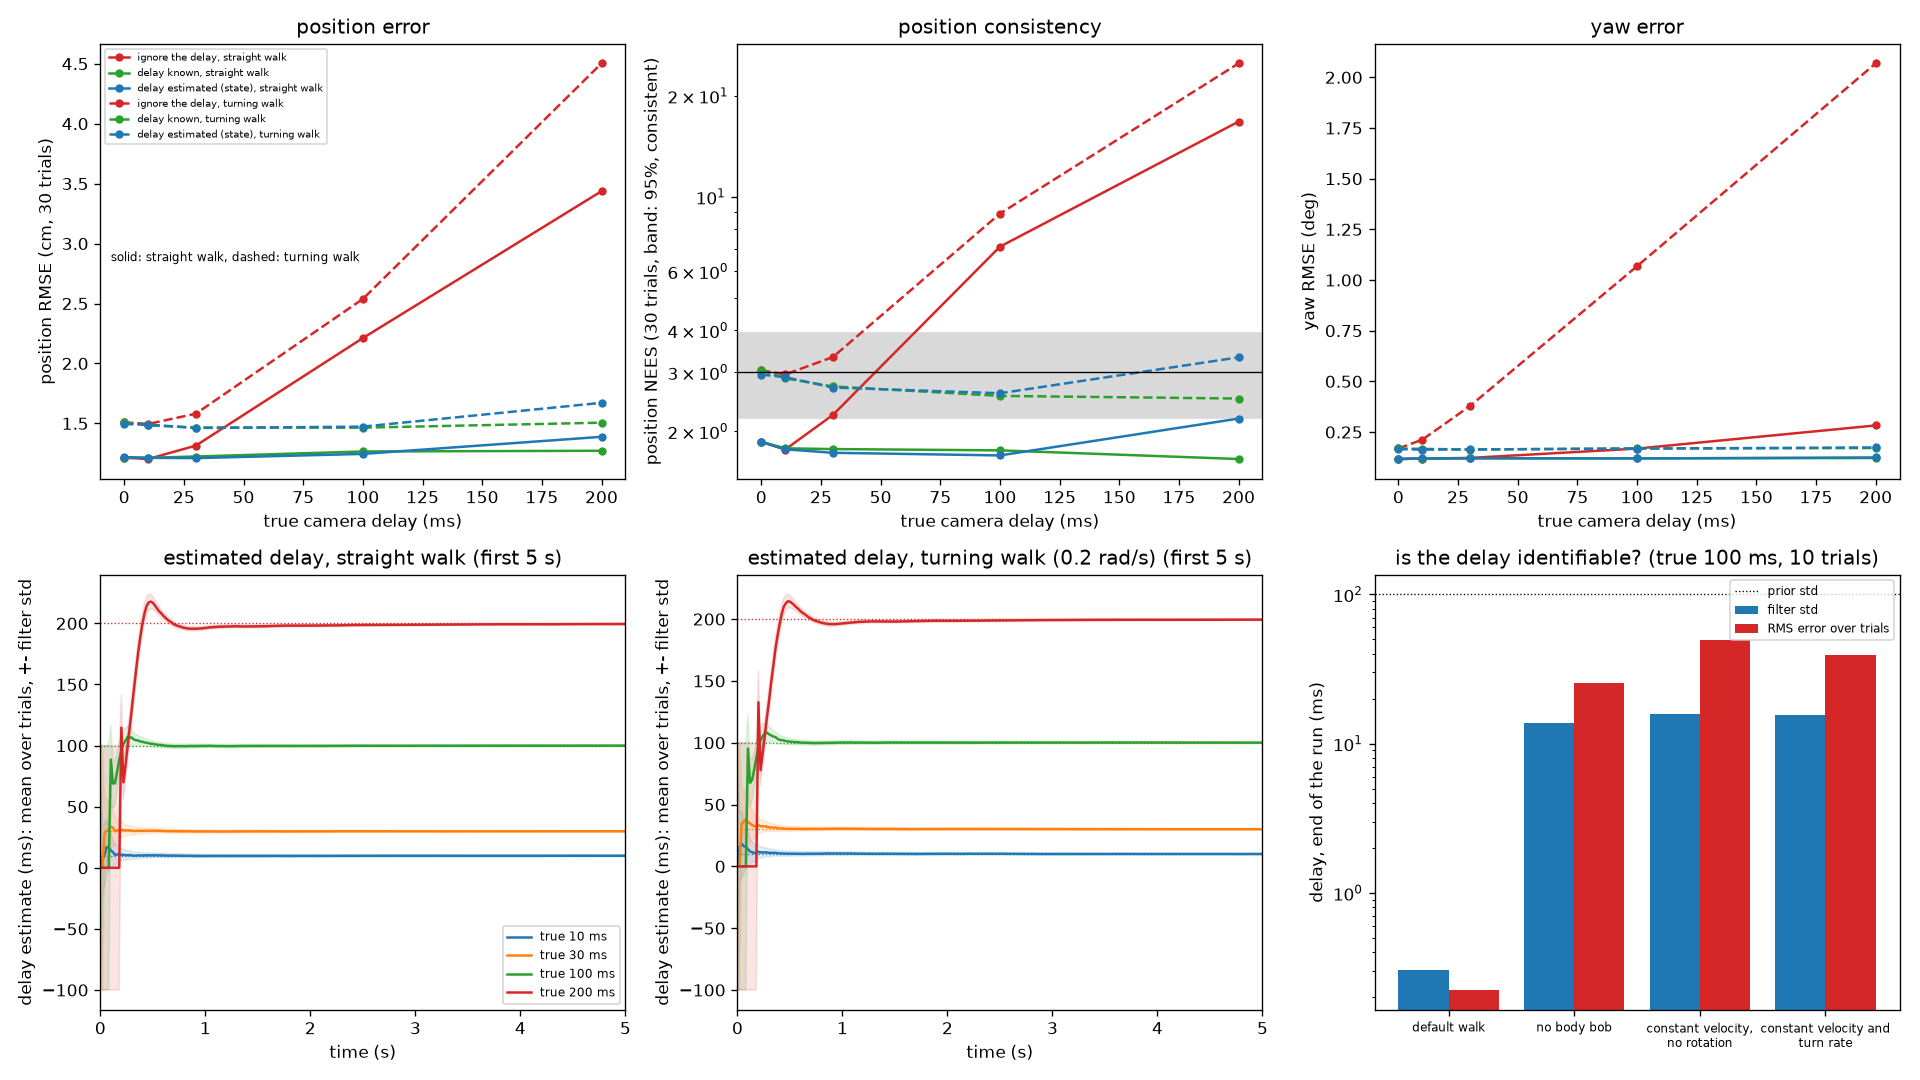 position error
position RMSE (cm, 30 trials)
4.5
4.0
3.5
3.0
2.5
2.0
1.5
ignore the delay, straight walk
delay known, straight walk
delay estimated (state), straight walk
ignore the delay, turning walk
delay known, turning walk
delay estimated (state), turning walk
solid: straight walk, dashed: turning walk
0 25 50 75 100 125 150 175 200
true camera delay (ms)
position consistency
position NEES (30 trials, band: 95%, consistent)
2 × 10¹
10¹
6 × 10⁰
4 × 10⁰
3 × 10⁰
2 × 10⁰
0 25 50 75 100 125 150 175 200
true camera delay (ms)
yaw error
yaw RMSE (deg)
2.00
1.75
1.50
1.25
1.00
0.75
0.50
0.25
0 25 50 75 100 125 150 175 200
true camera delay (ms)
estimated delay, straight walk (first 5 s)
delay estimate (ms): mean over trials, +- filter std
200
150
100
50
0
−50
−100
true 10 ms
true 30 ms
true 100 ms
true 200 ms
0 1 2 3 4 5
time (s)
estimated delay, turning walk (0.2 rad/s) (first 5 s)
delay estimate (ms): mean over trials, +- filter std
200
150
100
50
0
−50
−100
0 1 2 3 4 5
time (s)
is the delay identifiable? (true 100 ms, 10 trials)
delay, end of the run (ms)
10²
10¹
10⁰
prior std
filter std
RMS error over trials
default walk
no body bob
constant velocity,
no rotation
constant velocity and
turn rate